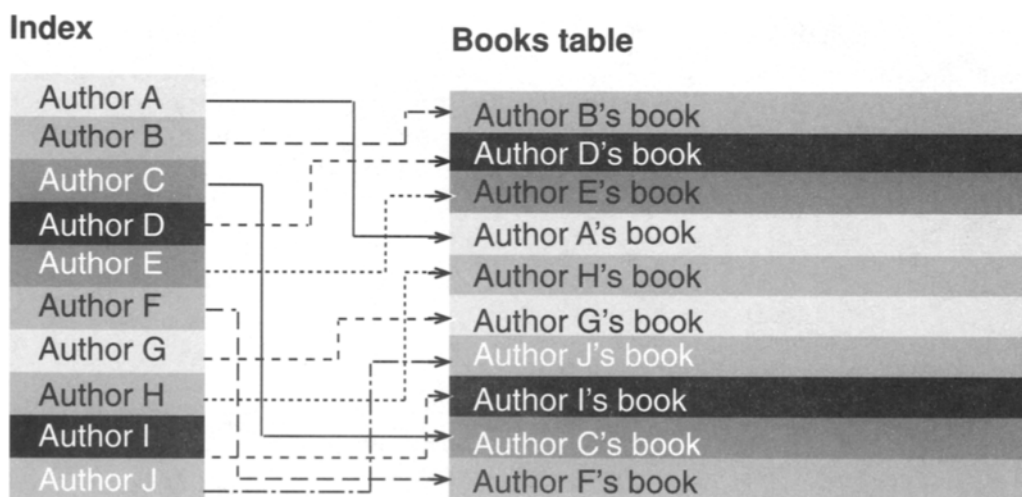 Index
Author A
Author B
Author C
Author D
Author E
Author F
Author G
Author H
Author I
Author J
Books table
Author B's book
Author D's book
Author E's book
Author A's book
Author H's book
Author G's book
Author J's book
Author I's book
Author C's book
Author F's book